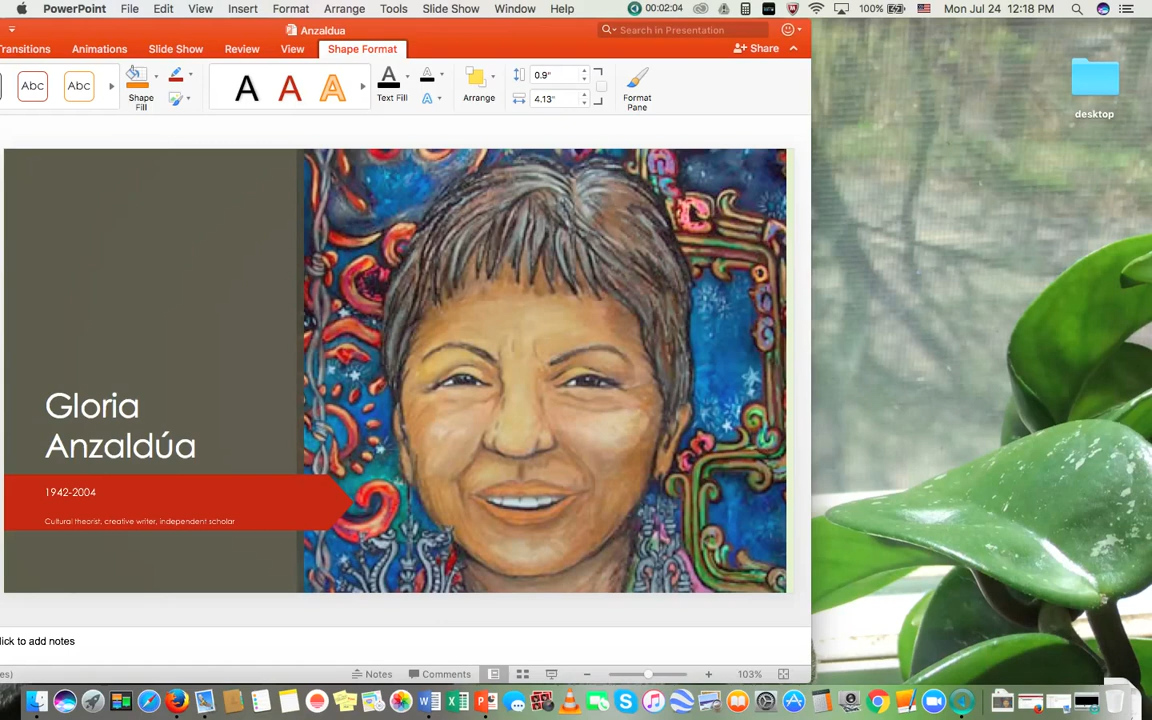 PowerPoint File Edit View Insert Format Arrange Tools Slide Show Window Help 00:02:04 100% Mon Jul 24 12:18 PM
Anzaldua
Search in Presentation
Transitions Animations Slide Show Review View Shape Format Share
Abc Abc Shape Fill A A A A Text Fill A A Arrange 0.9" 4.13" Format Pane
desktop
Gloria
Anzaldúa
1942-2004
Cultural theorist, creative writer, independent scholar
lick to add notes
es) Notes Comments 103%